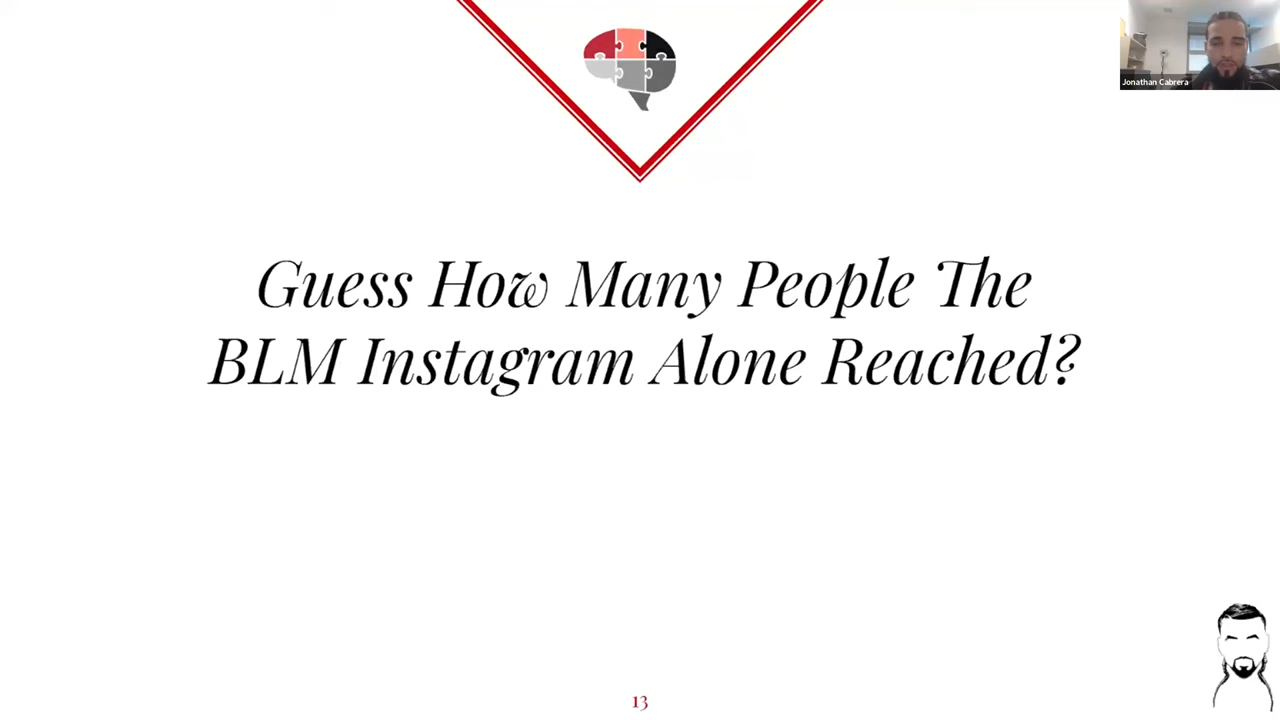 Jonathan Cabrera
Guess How Many People The
BLM Instagram Alone Reached?
13